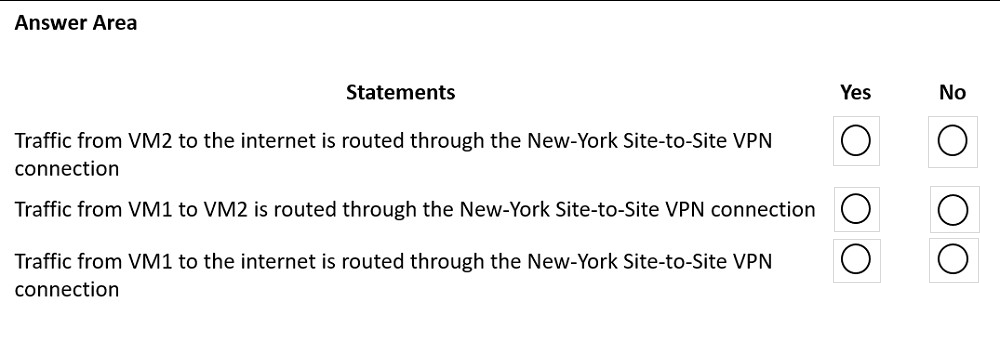 Answer Area
Statements Yes No
Traffic from VM2 to the internet is routed through the New-York Site-to-Site VPN
connection
Traffic from VM1 to VM2 is routed through the New-York Site-to-Site VPN connection
Traffic from VM1 to the internet is routed through the New-York Site-to-Site VPN
connection